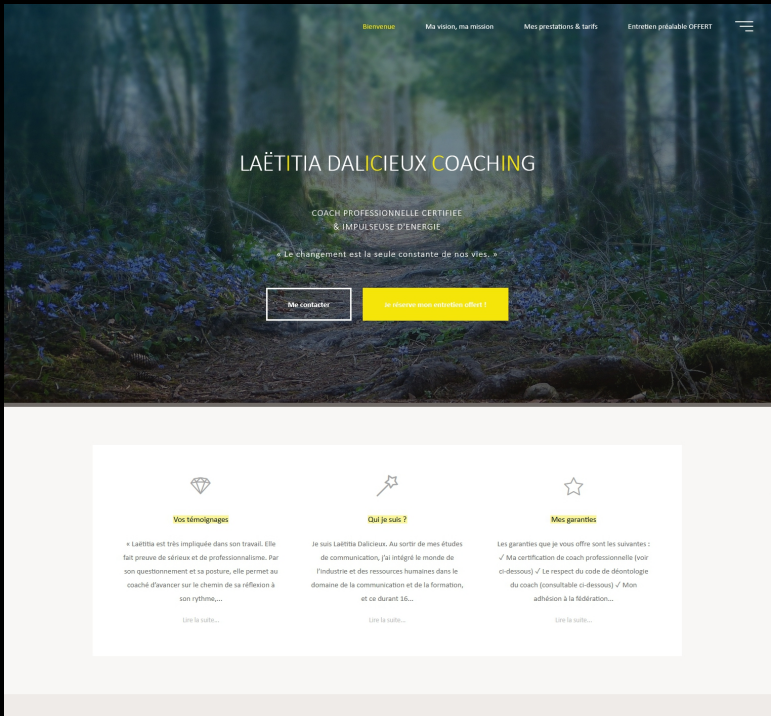 Bienvenue
Ma vision, ma mission
Mes prestations & tarifs
Entretien préalable OFFERT
LAËTITIA DALICIEUX COACHING
COACH PROFESSIONNELLE CERTIFIEE
& IMPULSEUSE D'ENERGIE
« Le changement est la seule constante de nos vies. »
Me contacter
Je réserve mon entretien offert !
Vos témoignages
« Laëtitia est très impliquée dans son travail. Elle
fait preuve de sérieux et de professionnalisme. Par
son questionnement et sa posture, elle permet au
coaché d'avancer sur le chemin de sa réflexion à
son rythme,...
Lire la suite...
Qui je suis ?
Je suis Laëtitia Dalicieux. Au sortir de mes études
de communication, j'ai intégré le monde de
l'industrie et des ressources humaines dans le
domaine de la communication et de la formation,
et ce durant 16...
Lire la suite...
Mes garanties
Les garanties que je vous offre sont les suivantes :
✓ Ma certification de coach professionnelle (voir
ci-dessous) ✓ Le respect du code de déontologie
du coach (consultable ci-dessous) ✓ Mon
adhésion à la fédération...
Lire la suite...